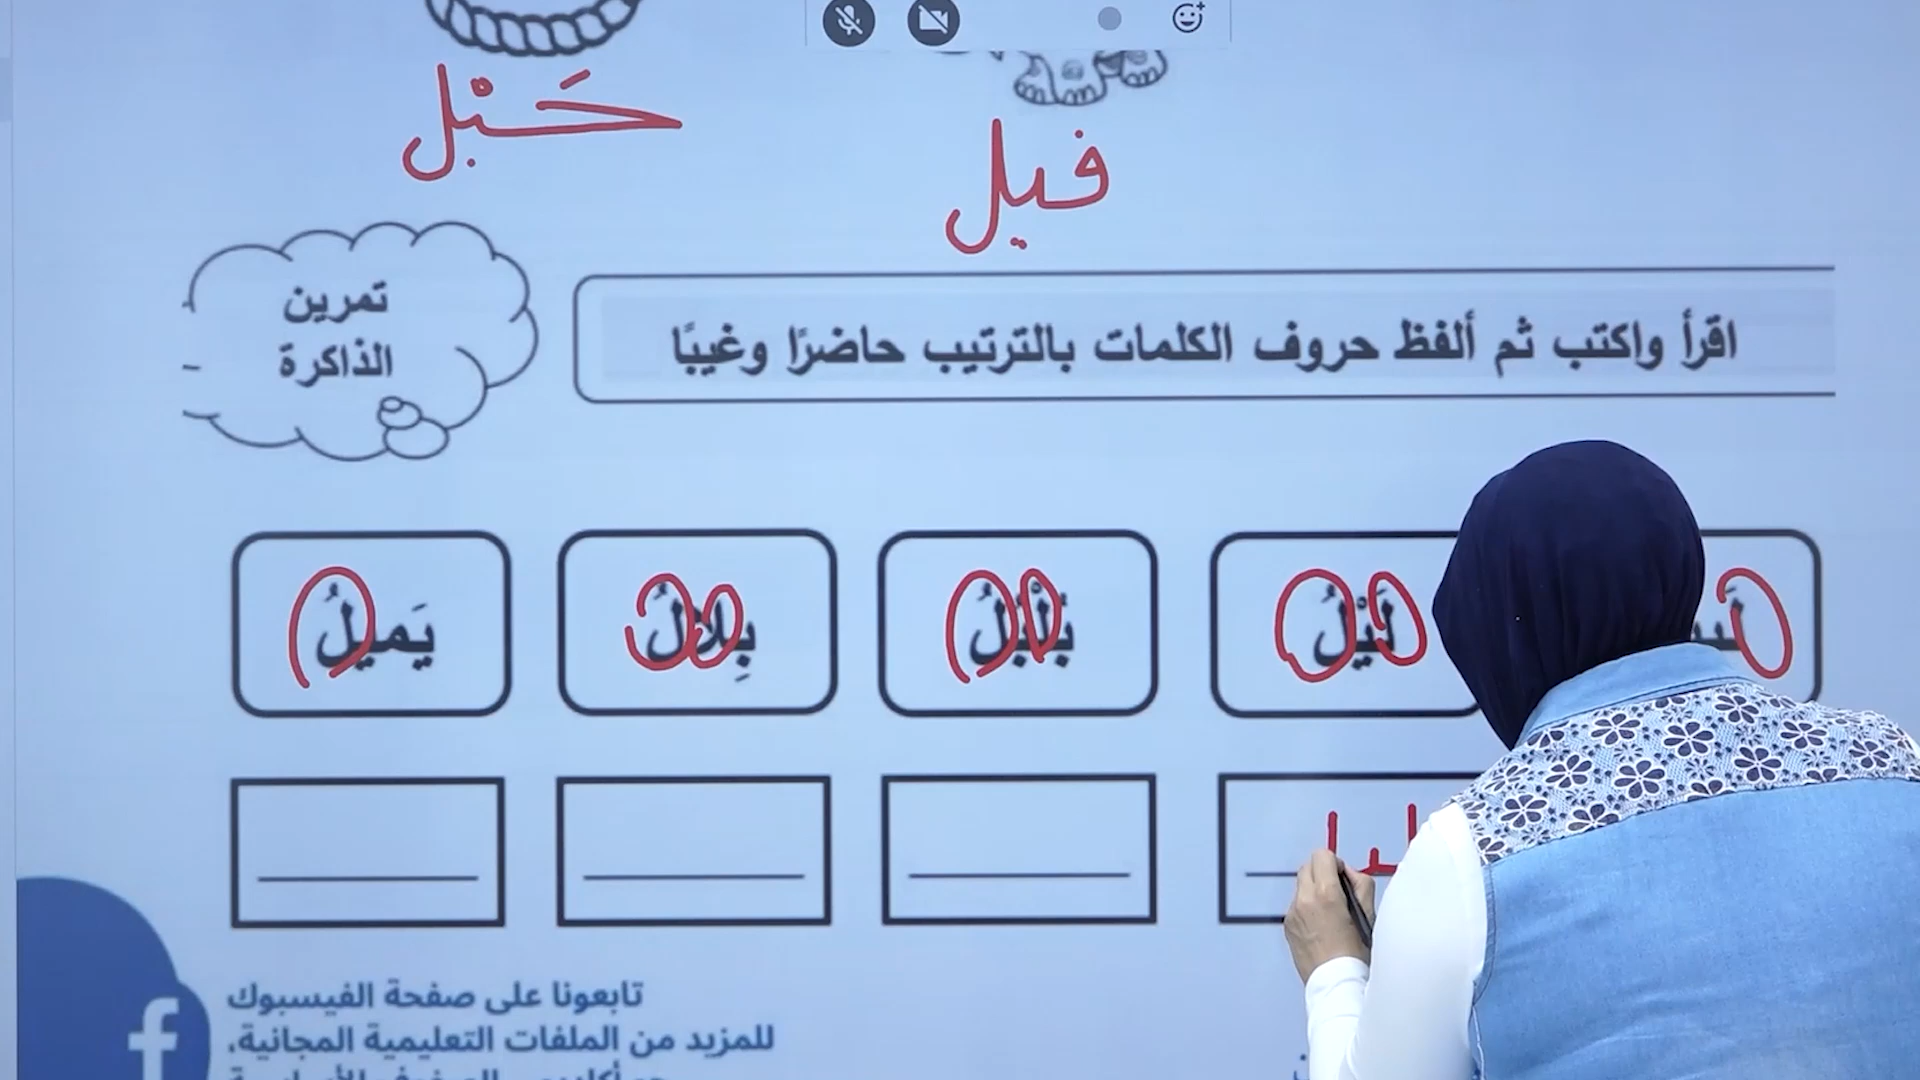 فيل
حَبْل
اقرأ واكتب ثم ألفظ حروف الكلمات بالترتيب حاضرًا وغيبًا
تمرين
الذاكرة
لَيْلُ
بُلْبُلُ
بِلالُ
يَميلُ
تابعونا على صفحة الفيسبوك
للمزيد من الملفات التعليمية المجانية،